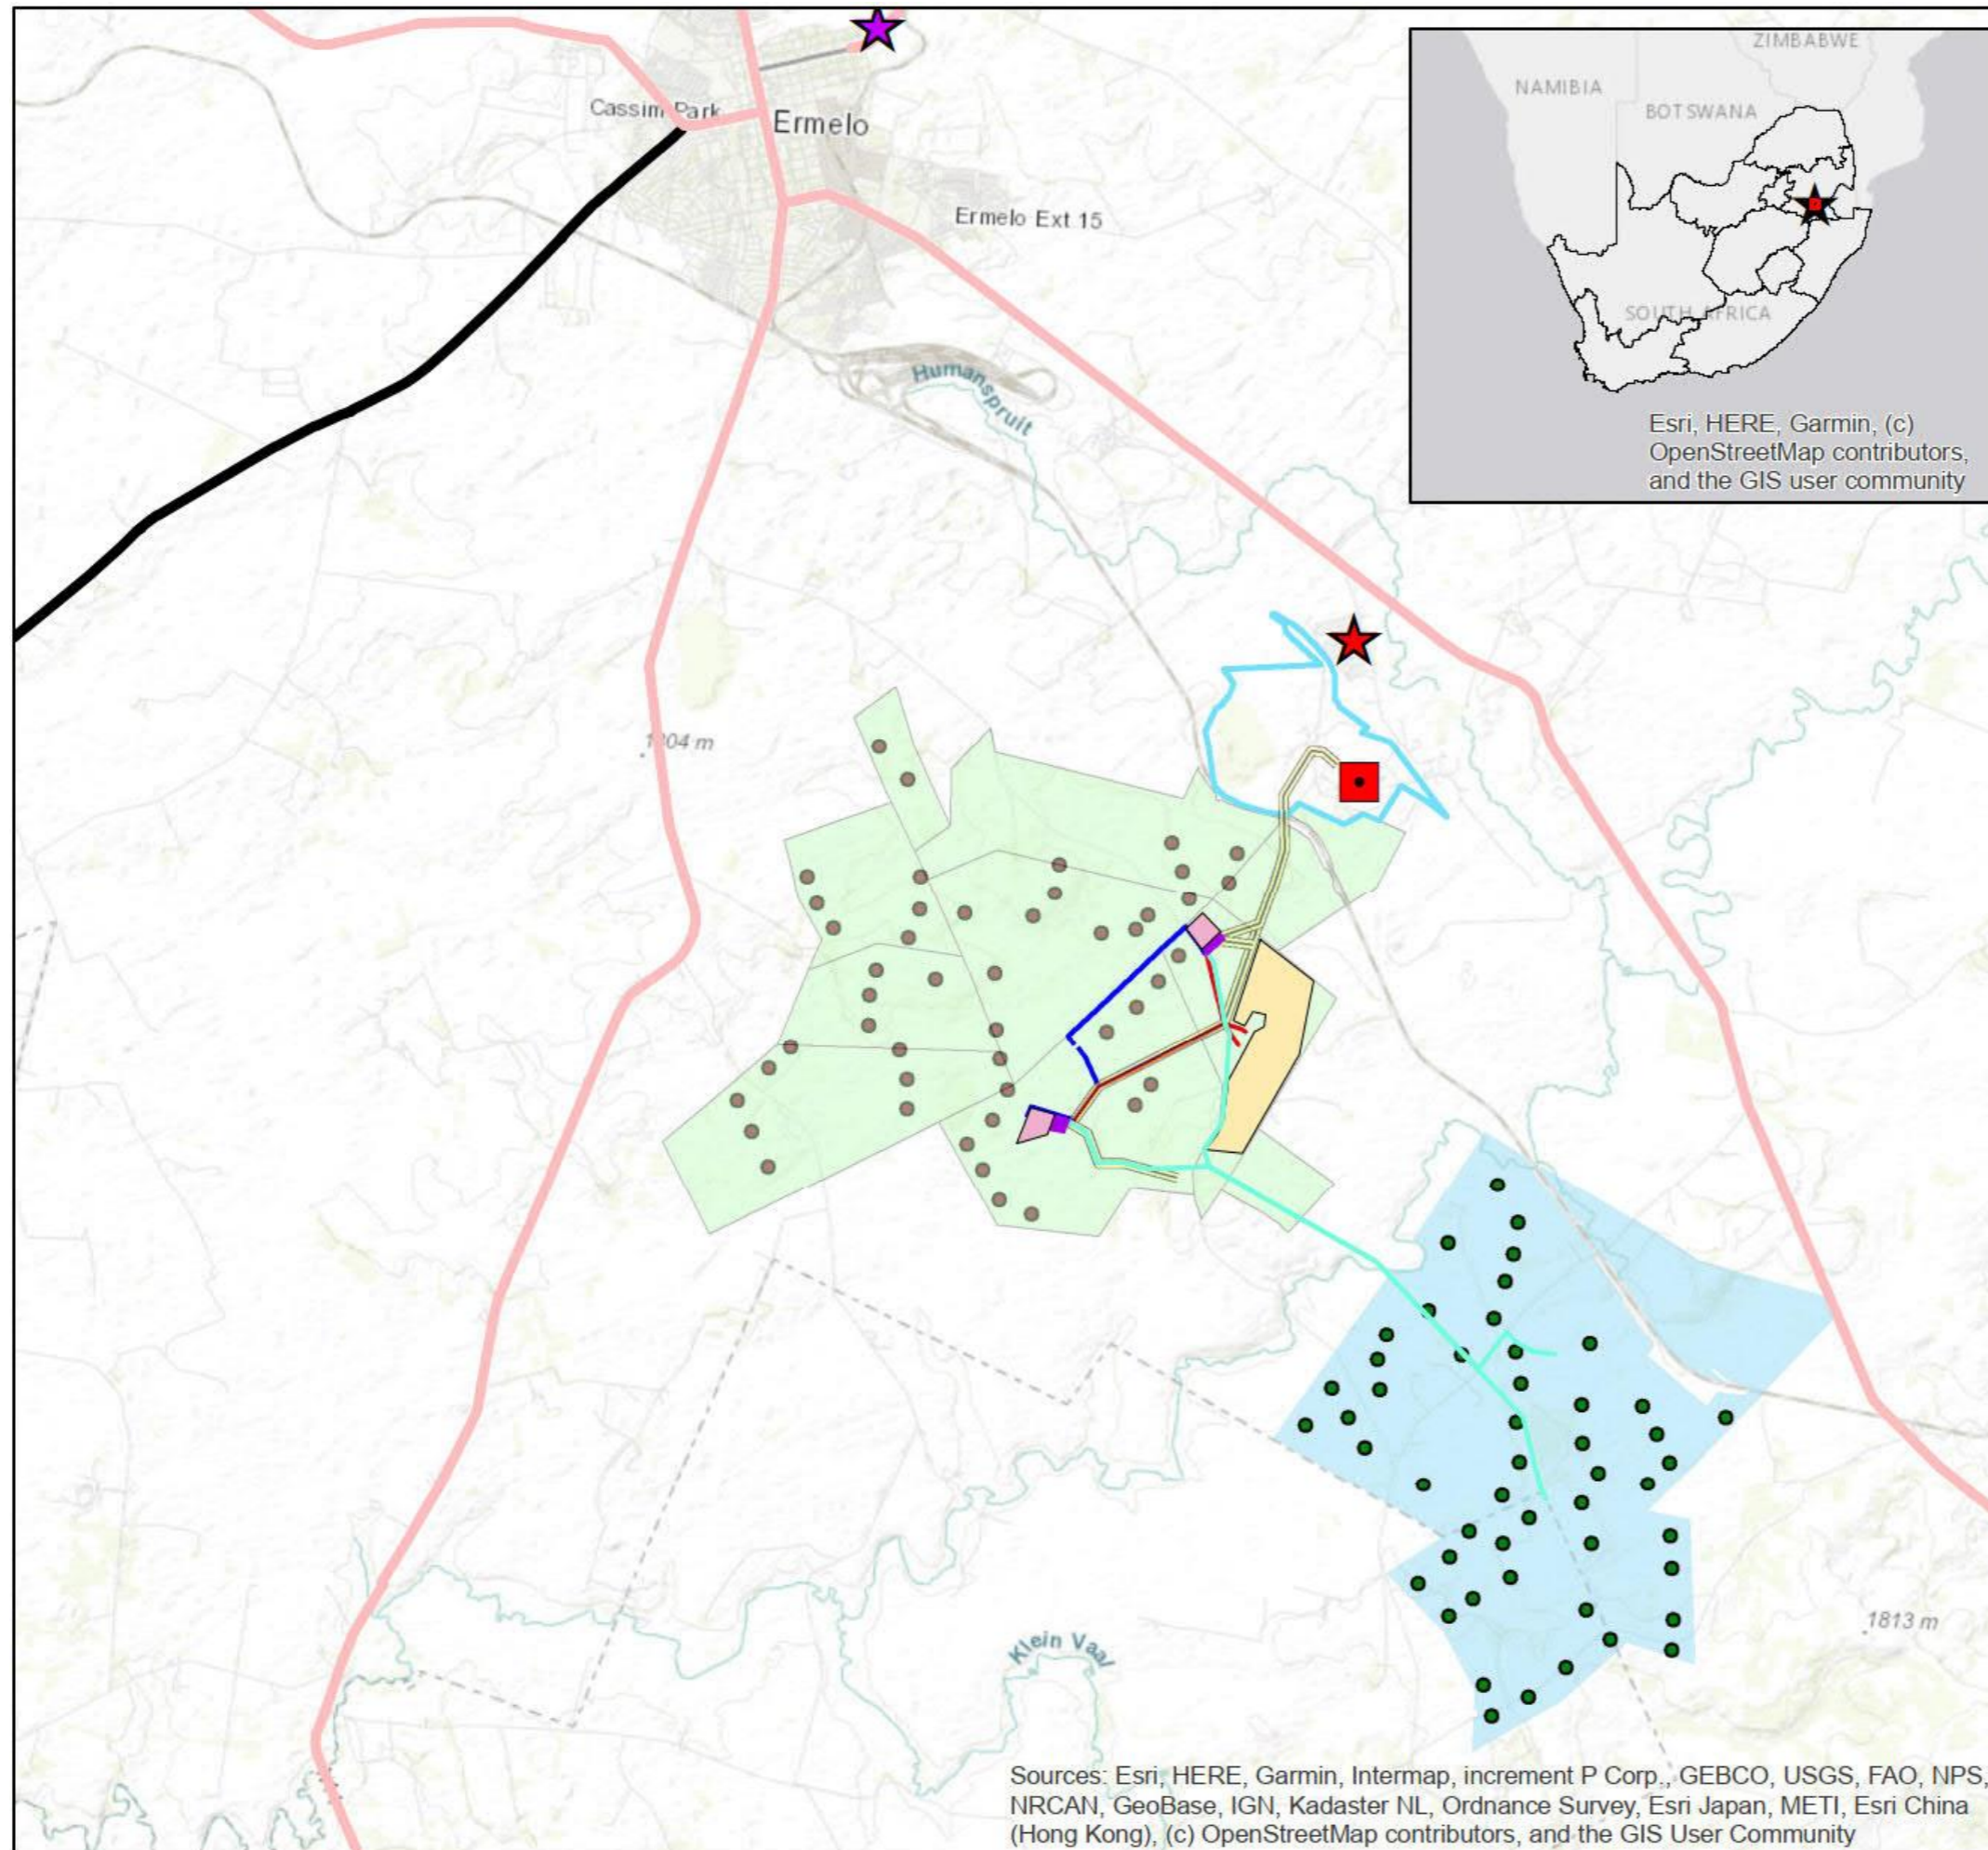 Cassim Park
Ermelo
Ermelo Ext 15
Humanspruit
ZIMBABWE
NAMIBIA
BOTSWANA
SOUTH AFRICA
Esri, HERE, Garmin, (c)
OpenStreetMap contributors,
and the GIS user community
1804 m
1813 m
Klein Vaal
Sources: Esri, HERE, Garmin, Intermap, increment P Corp., GEBCO, USGS, FAO, NPS,
NRCAN, GeoBase, IGN, Kadaster NL, Ordnance Survey, Esri Japan, METI, Esri China
(Hong Kong), (c) OpenStreetMap contributors, and the GIS User Community